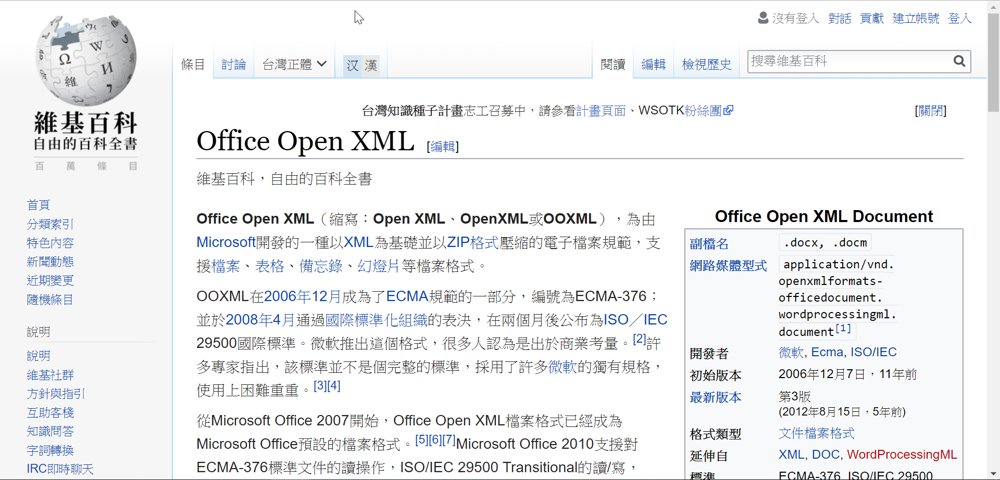 沒有登入 對話 貢獻 建立帳號 登入
條目 討論 台灣正體 汉 漢 閱讀 編輯 檢視歷史 搜尋維基百科
維基百科
自由的百科全書
百 萬 條 目
首頁
分類索引
特色內容
新聞動態
近期變更
隨機條目
說明
說明
維基社群
方針與指引
互助客棧
知識問答
字詞轉換
IRC即時聊天
台灣知識種子計畫志工召募中，請參看計畫頁面、WSOTK粉絲團 [關閉]
Office Open XML [編輯]
維基百科，自由的百科全書
Office Open XML（縮寫：Open XML、OpenXML或OOXML），為由
Microsoft開發的一種以XML為基礎並以ZIP格式壓縮的電子檔案規範，支
援檔案、表格、備忘錄、幻燈片等檔案格式。
OOXML在2006年12月成為了ECMA規範的一部分，編號為ECMA-376；
並於2008年4月通過國際標準化組織的表決，在兩個月後公布為ISO／IEC
29500國際標準。微軟推出這個格式，很多人認為是出於商業考量。[2]許
多專家指出，該標準並不是個完整的標準，採用了許多微軟的獨有規格，
使用上困難重重。[3][4]
從Microsoft Office 2007開始，Office Open XML檔案格式已經成為
Microsoft Office預設的檔案格式。[5][6][7]Microsoft Office 2010支援對
ECMA-376標準文件的讀操作，ISO/IEC 29500 Transitional的讀/寫，
Office Open XML Document
副檔名 .docx, .docm
網路媒體型式 application/vnd.
openxmlformats-
officedocument.
wordprocessingml.
document[1]
開發者 微軟, Ecma, ISO/IEC
初始版本 2006年12月7日，11年前
最新版本 第3版
(2012年8月15日，5年前)
格式類型 文件檔案格式
延伸自 XML, DOC, WordProcessingML
標準 ECMA-376, ISO/IEC 29500